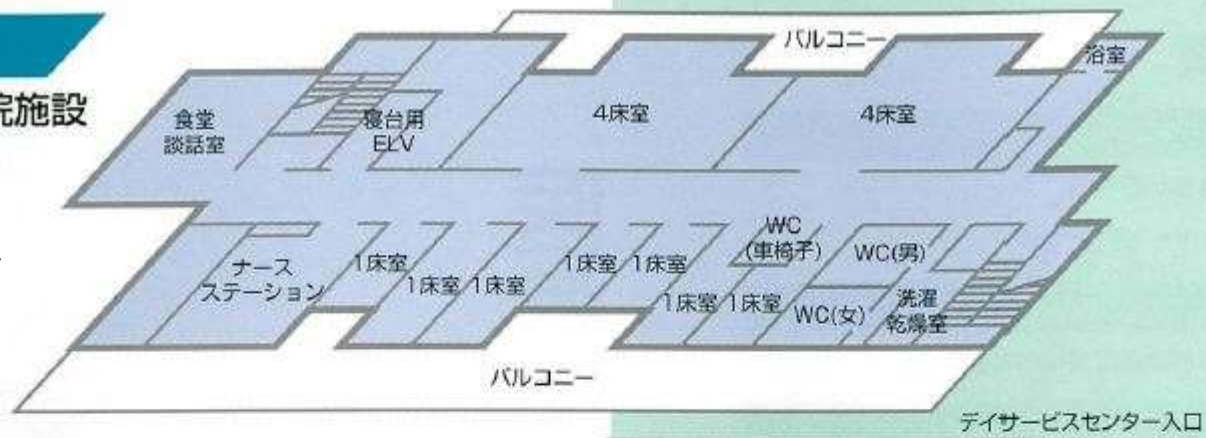 バルコニー
浴室
院施設
食堂
談話室
寝台用
ELV
4床室
4床室
WC
(車椅子)
WC(男)
ナース
ステーション
1床室
1床室
1床室
1床室
1床室
1床室
1床室
WC(女)
洗濯
乾燥室
バルコニー
デイサービスセンター入口